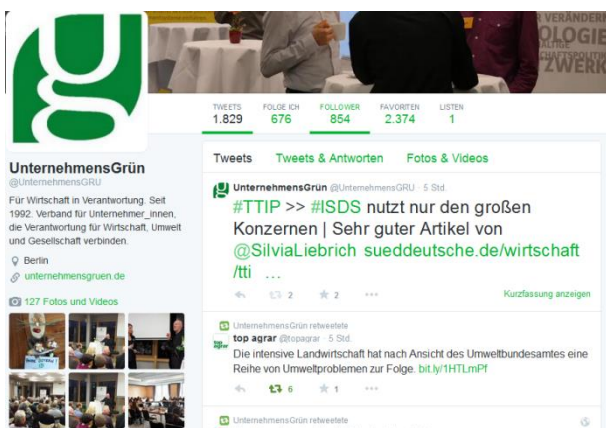 R VERÄNDER
OLOGIE
ALTIGE
CHAFTSPOLITIK
ZWERK
TWEETS FOLGE ICH FOLLOWER FAVORITEN LISTEN
1.829 676 854 2.374 1
UnternehmensGrün
@UnternehmensGRU
Für Wirtschaft in Verantwortung. Seit
1992. Verband für Unternehmer_innen,
die Verantwortung für Wirtschaft, Umwelt
und Gesellschaft verbinden.
Berlin
unternehmensgruen.de
127 Fotos und Videos
Tweets Tweets & Antworten Fotos & Videos
UnternehmensGrün @UnternehmensGRU · 5 Std
#TTIP >> #ISDS nutzt nur den großen
Konzernen | Sehr guter Artikel von
@SilviaLiebrich sueddeutsche.de/wirtschaft
/tti …
2 2 Kurzfassung anzeigen
UnternehmensGrün retweetete
top agrar @topagrar · 5 Std
Die intensive Landwirtschaft hat nach Ansicht des Umweltbundesamtes eine
Reihe von Umweltproblemen zur Folge. bit.ly/1HTLmPf
6 1
UnternehmensGrün retweetete